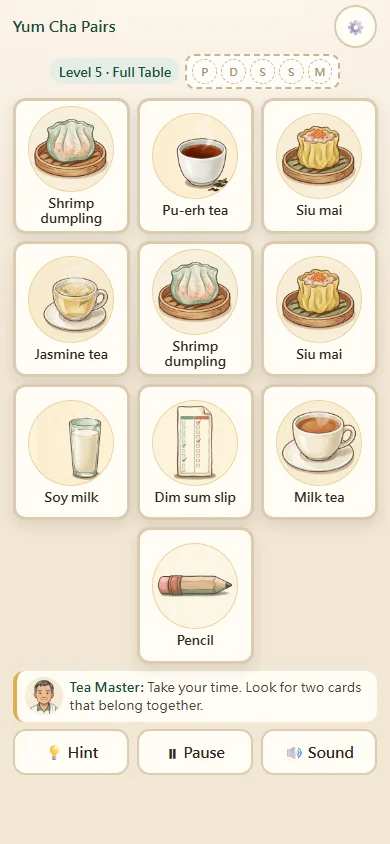 Yum Cha Pairs
Level 5 · Full Table
P D S S M
Shrimp
dumpling
Pu-erh tea
Siu mai
Jasmine tea
Shrimp
dumpling
Siu mai
Soy milk
Dim sum slip
Milk tea
Pencil
Tea Master: Take your time. Look for two cards
that belong together.
Hint
Pause
Sound